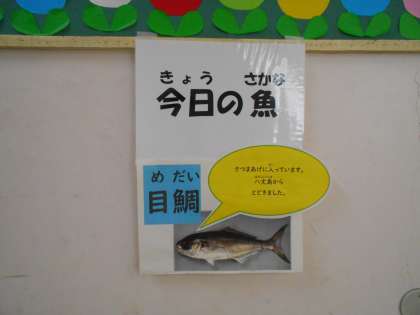 きょう さかな
今日の魚
めだい
目鯛
さつまあげに入っています。
八丈島から
とどきました。